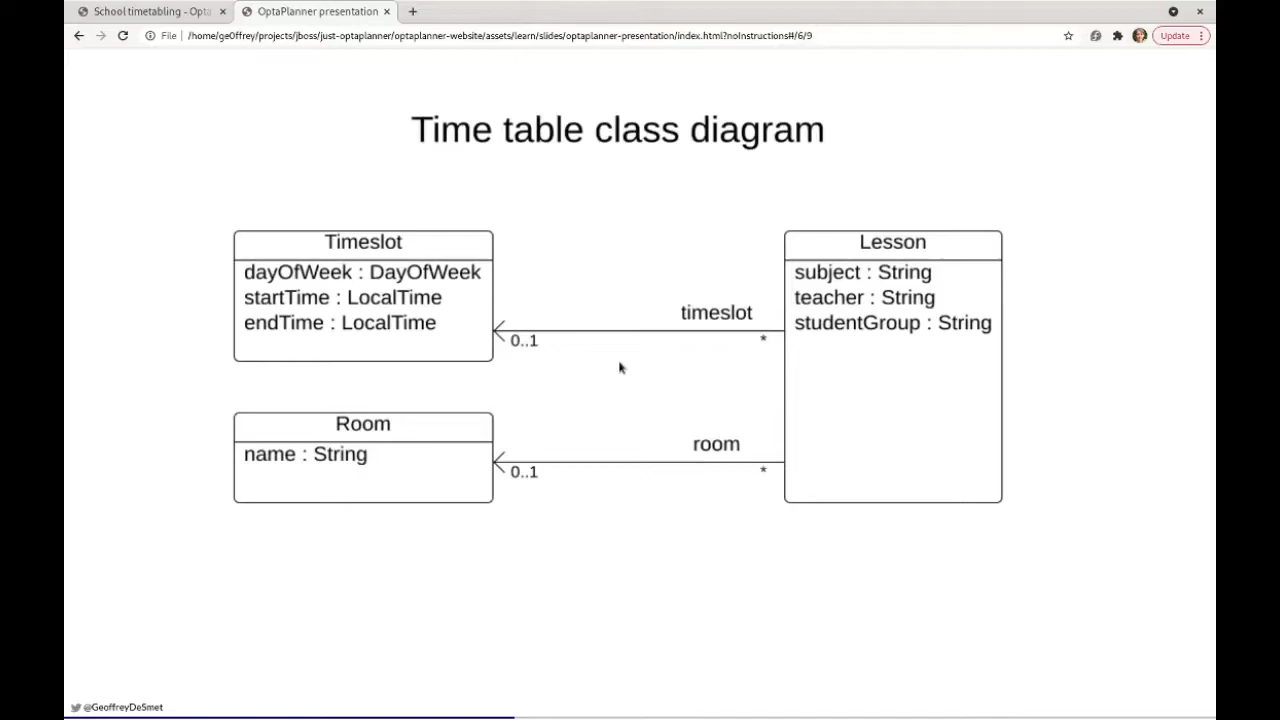 School timetabling - Opta
OptaPlanner presentation
File
/home/ge0ffrey/projects/jboss/just-optaplanner/optaplanner-website/assets/learn/slides/optaplanner-presentation/index.html?noInstructions#/6/9
Update
Time table class diagram
Timeslot
dayOfWeek : DayOfWeek
startTime : LocalTime
endTime : LocalTime
timeslot
0..1
*
Lesson
subject : String
teacher : String
studentGroup : String
Room
name : String
room
0..1
*
@GeoffreyDeSmet